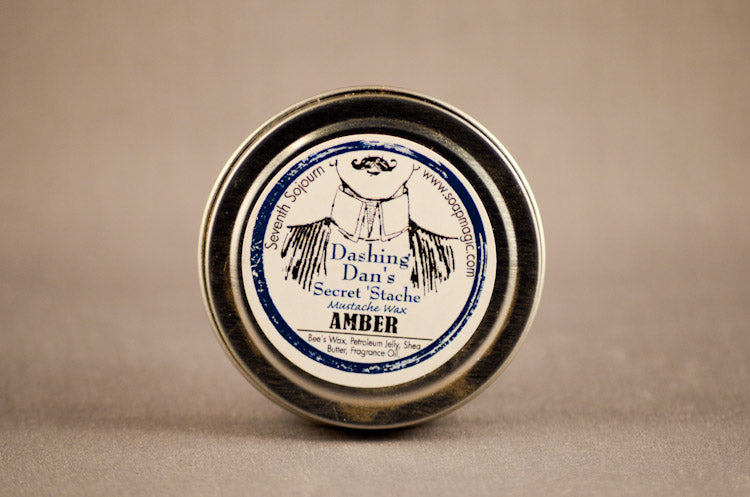 Seventh Sojourn
www.soapmagic.com
Dashing
Dan's
Secret 'Stache
Mustache Wax
AMBER
Bee's Wax, Petroleum Jelly, Shea
Butter, Fragrance Oil.